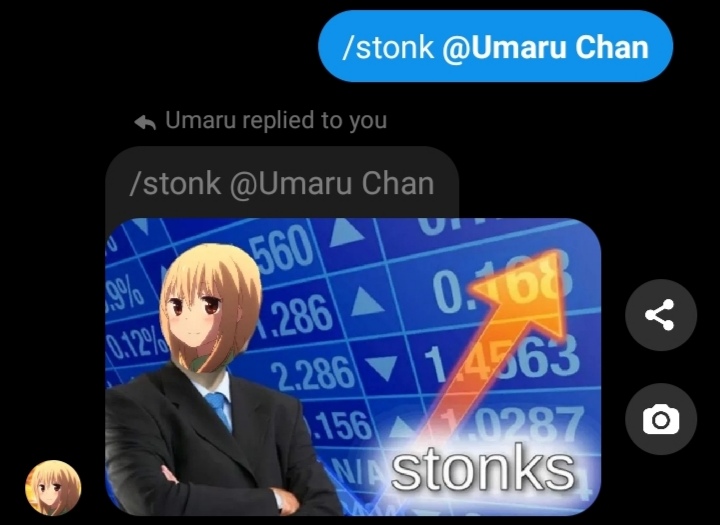 /stonk @Umaru Chan
Umaru replied to you
/stonk @Umaru Chan
560
0.168
.9%
1.286
0.12%
1.4563
2.286
.156
1.0287
N/A
stonks